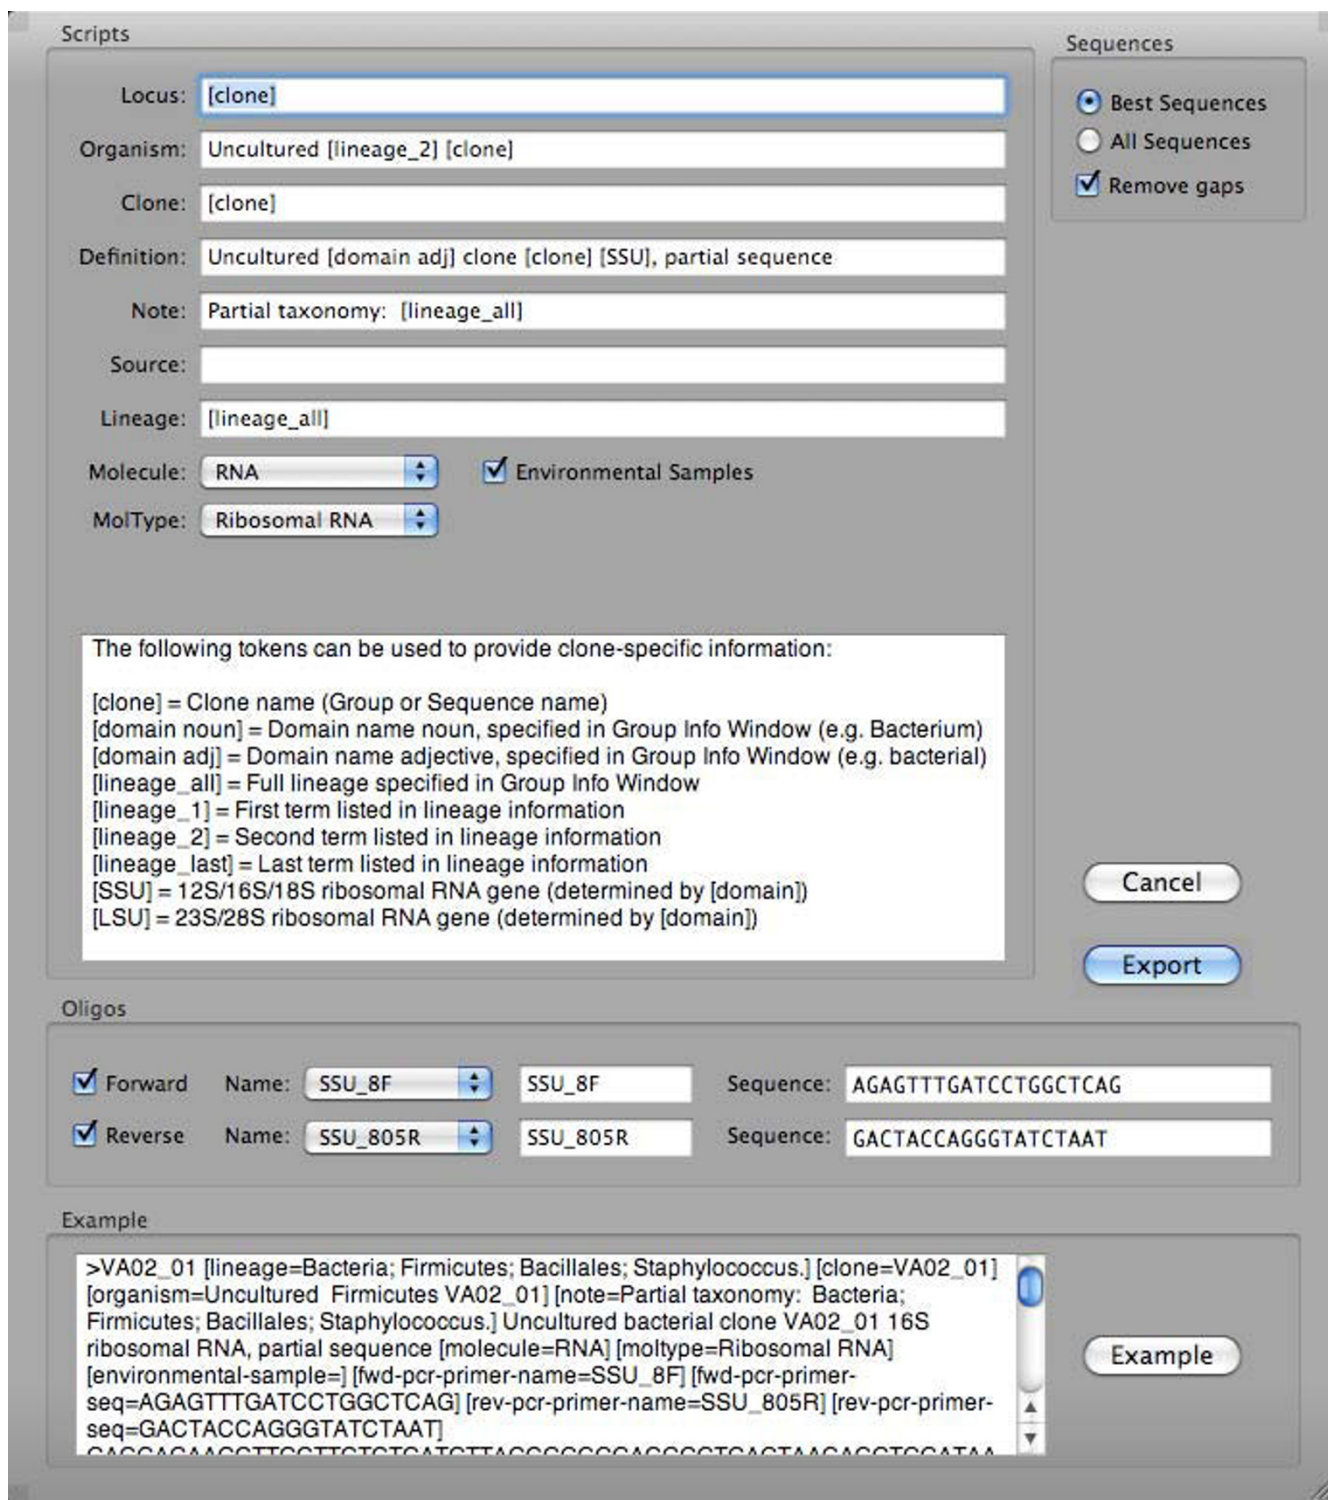 Scripts
Sequences
Locus: [clone]
Best Sequences
Organism: Uncultured [lineage_2] [clone]
All Sequences
Clone: [clone]
Remove gaps
Definition: Uncultured [domain adj] clone [clone] [SSU], partial sequence
Note: Partial taxonomy:  [lineage_all]
Source:
Lineage: [lineage_all]
Molecule: RNA Environmental Samples
MolType: Ribosomal RNA
The following tokens can be used to provide clone-specific information:
[clone] = Clone name (Group or Sequence name)
[domain noun] = Domain name noun, specified in Group Info Window (e.g. Bacterium)
[domain adj] = Domain name adjective, specified in Group Info Window (e.g. bacterial)
[lineage_all] = Full lineage specified in Group Info Window
[lineage_1] = First term listed in lineage information
[lineage_2] = Second term listed in lineage information
[lineage_last] = Last term listed in lineage information
[SSU] = 12S/16S/18S ribosomal RNA gene (determined by [domain])
[LSU] = 23S/28S ribosomal RNA gene (determined by [domain])
Cancel
Export
Oligos
Forward Name: SSU_8F SSU_8F Sequence: AGAGTTTGATCCTGGCTCAG
Reverse Name: SSU_805R SSU_805R Sequence: GACTACCAGGGTATCTAAT
Example
>VA02_01 [lineage=Bacteria; Firmicutes; Bacillales; Staphylococcus.] [clone=VA02_01]
[organism=Uncultured  Firmicutes VA02_01] [note=Partial taxonomy:  Bacteria;
Firmicutes; Bacillales; Staphylococcus.] Uncultured bacterial clone VA02_01 16S
ribosomal RNA, partial sequence [molecule=RNA] [moltype=Ribosomal RNA]
[environmental-sample=] [fwd-pcr-primer-name=SSU_8F] [fwd-pcr-primer-
seq=AGAGTTTGATCCTGGCTCAG] [rev-pcr-primer-name=SSU_805R] [rev-pcr-primer-
seq=GACTACCAGGGTATCTAAT]
Example